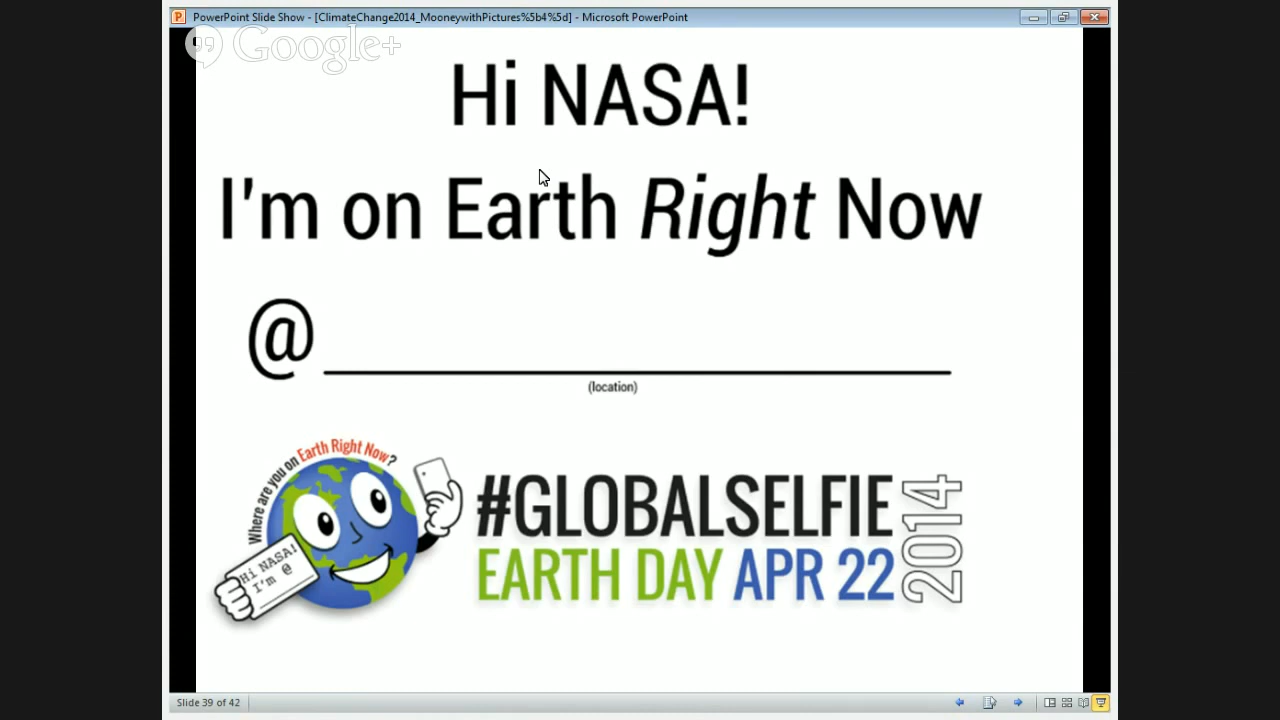 PowerPoint Slide Show - [ClimateChange2014_MooneywithPictures%5b4%5d] - Microsoft PowerPoint
Google+
Hi NASA!
I'm on Earth Right Now
@
(location)
Where are you on Earth Right Now?
Hi NASA!
I'm @
#GLOBALSELFIE
EARTH DAY APR 22
2014
Slide 39 of 42